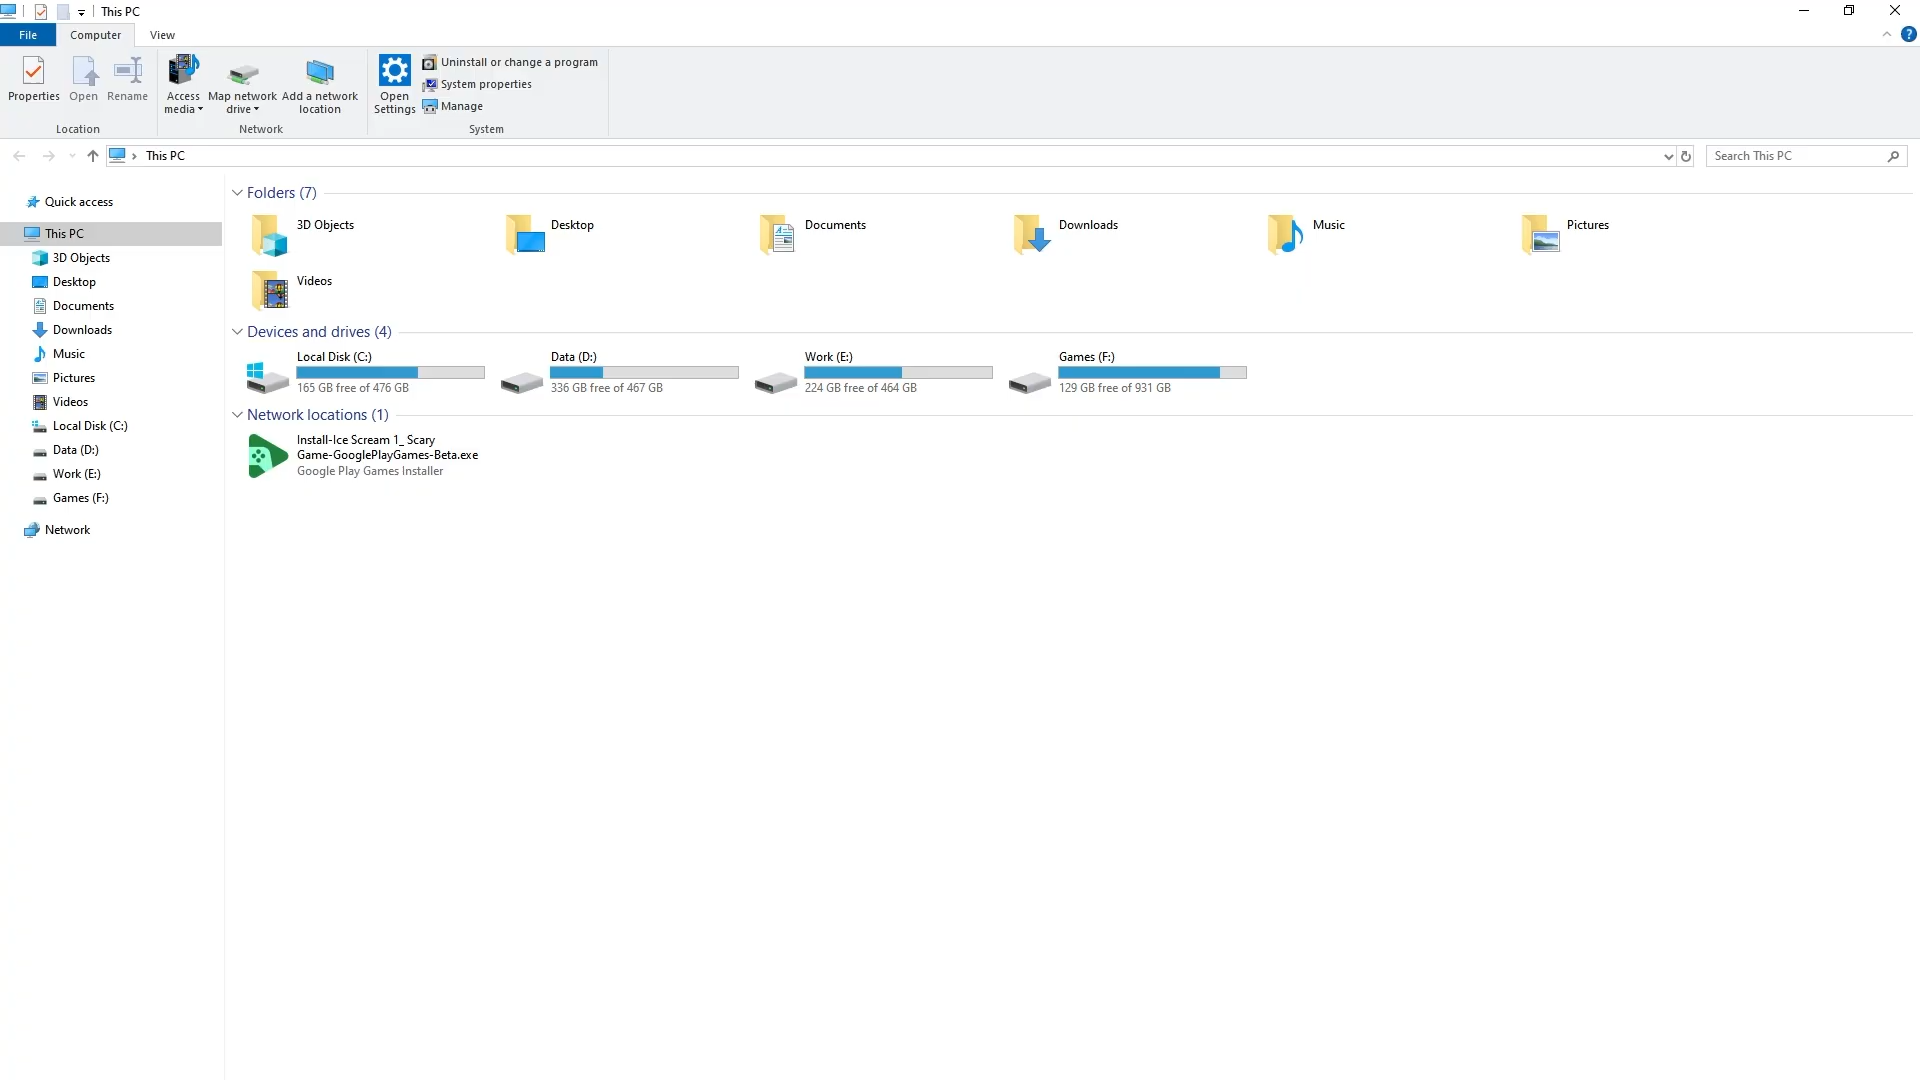 This PC
File
Computer
View
?
Properties
Open
Rename
Access
media
Map network
drive
Add a network
location
Open
Settings
Uninstall or change a program
System properties
Manage
Location
Network
System
This PC
Search This PC
Quick access
This PC
3D Objects
Desktop
Documents
Downloads
Music
Pictures
Videos
Local Disk (C:)
Data (D:)
Work (E:)
Games (F:)
Network
Folders (7)
3D Objects
Desktop
Documents
Downloads
Music
Pictures
Videos
Devices and drives (4)
Local Disk (C:)
165 GB free of 476 GB
Data (D:)
336 GB free of 467 GB
Work (E:)
224 GB free of 464 GB
Games (F:)
129 GB free of 931 GB
Network locations (1)
Install-Ice Scream 1_ Scary
Game-GooglePlayGames-Beta.exe
Google Play Games Installer